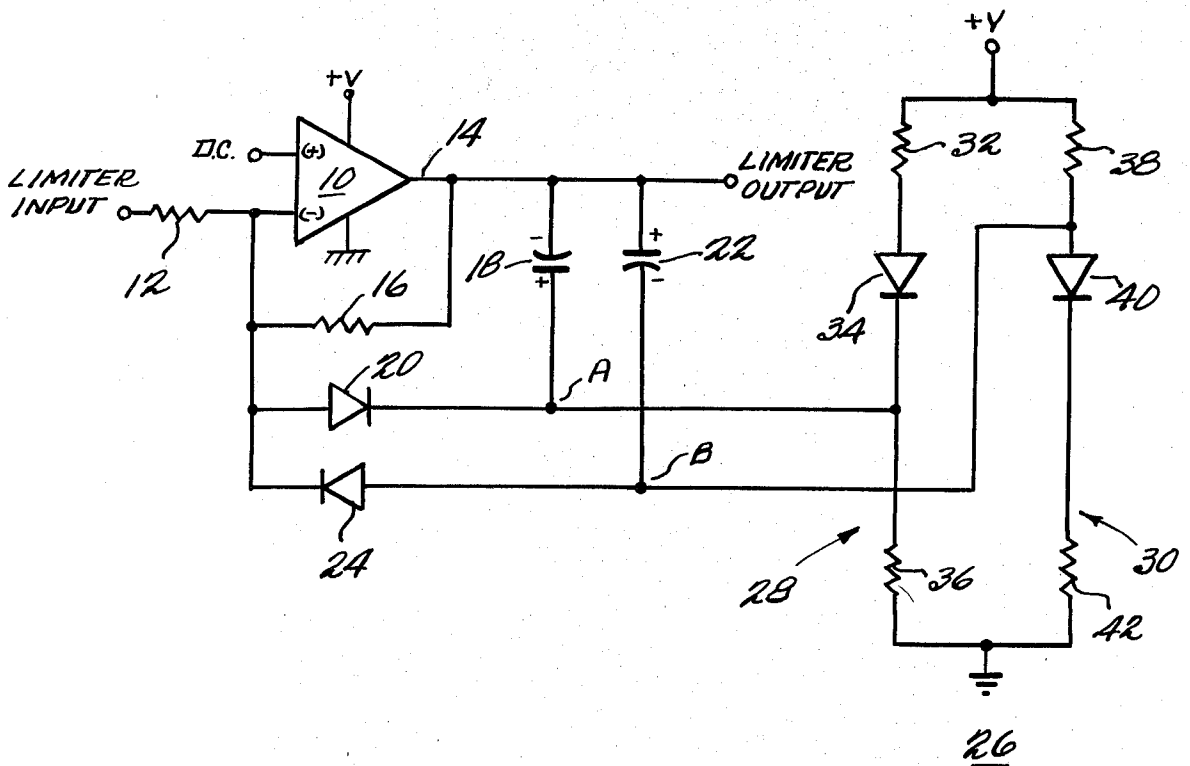 +V
+V
D.C.
(+)
10
14
LIMITER
INPUT
(-)
LIMITER
OUTPUT
32
38
12
16
-
18
+
+
22
-
34
40
20
A
B
24
28
36
30
42
26